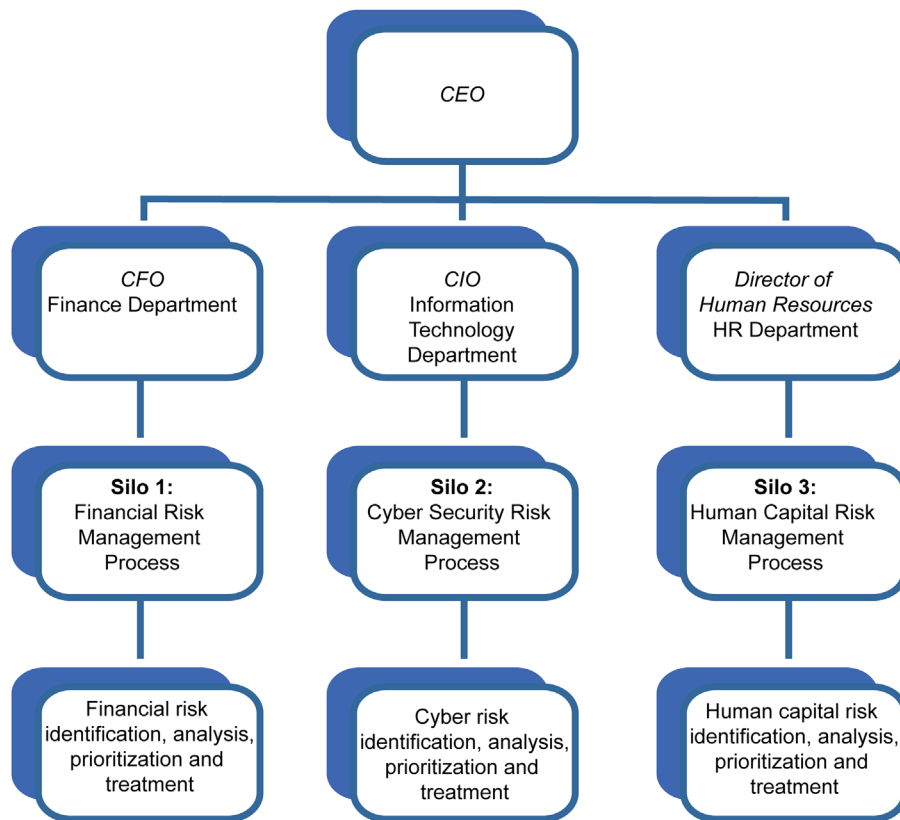 CEO
CFO
Finance Department
CIO
Information
Technology
Department
Director of
Human Resources
HR Department
Silo 1:
Financial Risk
Management
Process
Silo 2:
Cyber Security Risk
Management
Process
Silo 3:
Human Capital Risk
Management
Process
Financial risk
identification, analysis,
prioritization and
treatment
Cyber risk
identification, analysis,
prioritization and
treatment
Human capital risk
identification, analysis,
prioritization and
treatment